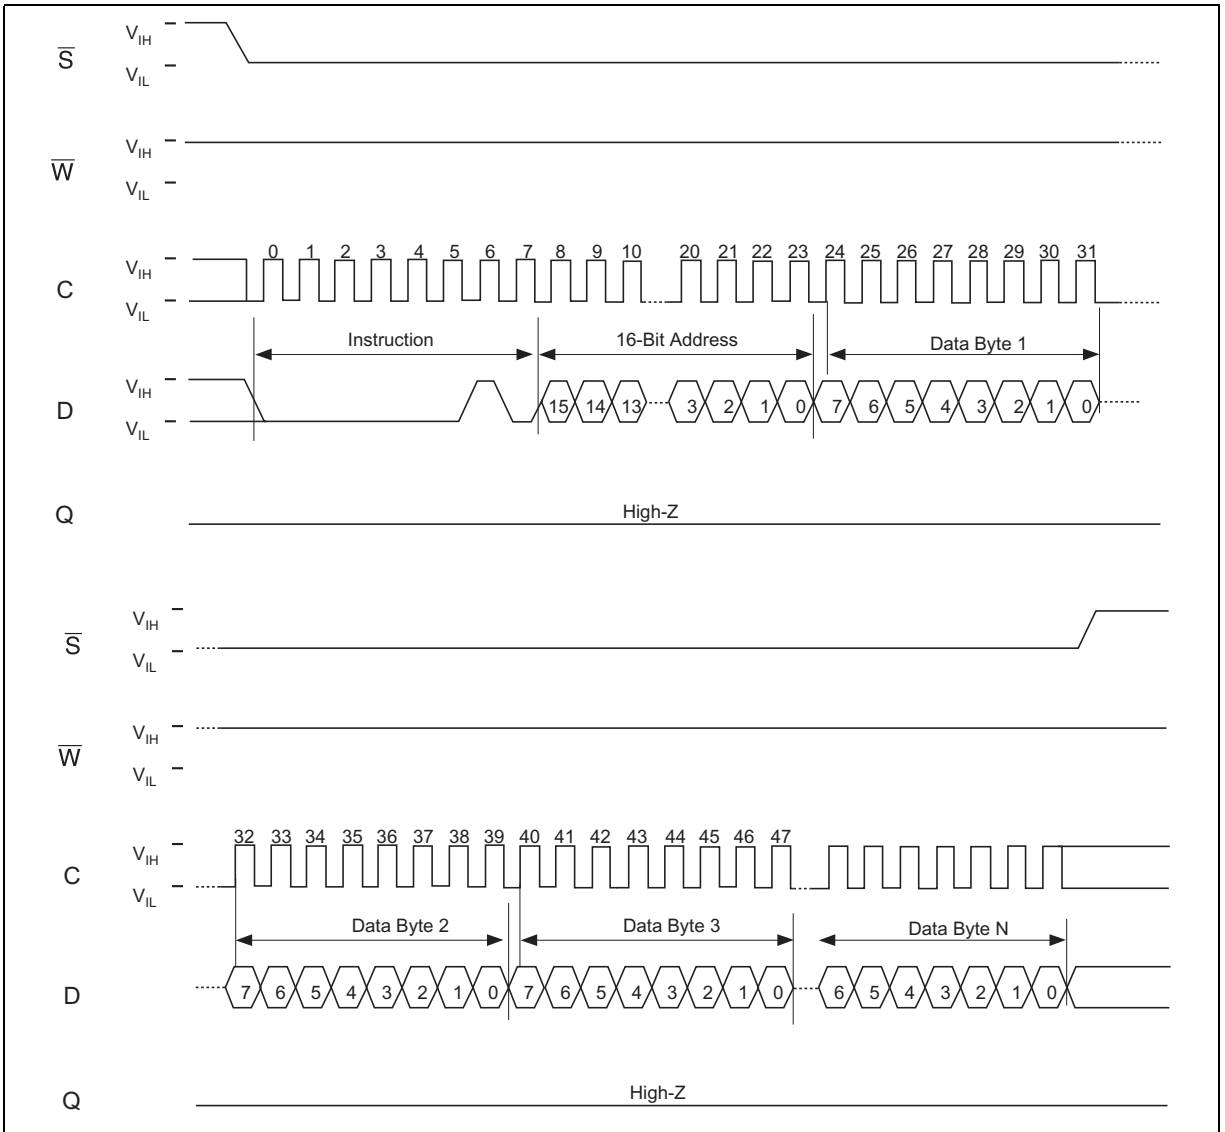 S̅
V_IH
V_IL
W̅
V_IH
V_IL
0 1 2 3 4 5 6 7 8 9 10 20 21 22 23 24 25 26 27 28 29 30 31
C
V_IH
V_IL
Instruction 16-Bit Address Data Byte 1
D
V_IH
V_IL
15 14 13 3 2 1 0 7 6 5 4 3 2 1 0
Q
High-Z
S̅
V_IH
V_IL
W̅
V_IH
V_IL
32 33 34 35 36 37 38 39 40 41 42 43 44 45 46 47
C
V_IH
V_IL
Data Byte 2 Data Byte 3 Data Byte N
D
7 6 5 4 3 2 1 0 7 6 5 4 3 2 1 0 6 5 4 3 2 1 0
Q
High-Z